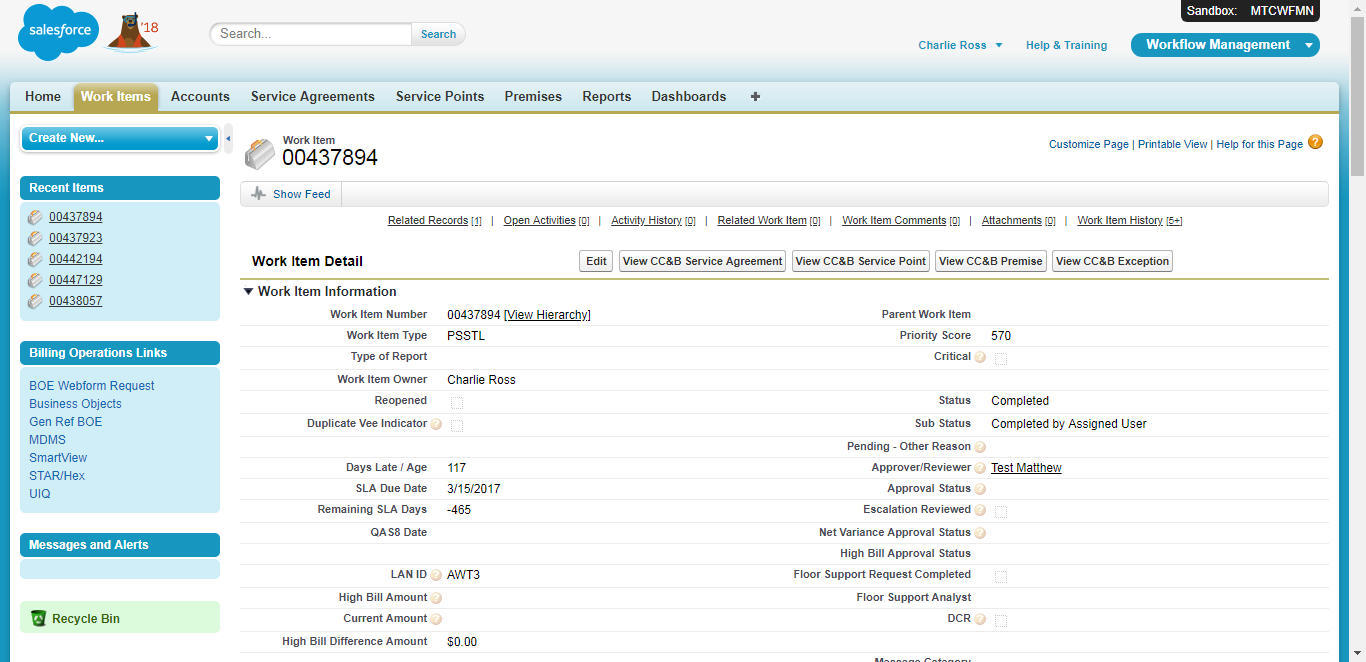 Sandbox: MTCWFMN
salesforce
'18
Search...
Search
Charlie Ross
Help & Training
Workflow Management
Home
Work Items
Accounts
Service Agreements
Service Points
Premises
Reports
Dashboards
+
Create New...
Recent Items
00437894
00437923
00442194
00447129
00438057
Billing Operations Links
BOE Webform Request
Business Objects
Gen Ref BOE
MDMS
SmartView
STAR/Hex
UIQ
Messages and Alerts
Recycle Bin
Work Item
00437894
Customize Page | Printable View | Help for this Page ?
Show Feed
Related Records [1] | Open Activities [0] | Activity History [0] | Related Work Item [0] | Work Item Comments [0] | Attachments [0] | Work Item History [5+]
Work Item Detail
Edit
View CC&B Service Agreement
View CC&B Service Point
View CC&B Premise
View CC&B Exception
Work Item Information
Work Item Number 00437894 [View Hierarchy]
Parent Work Item
Work Item Type PSSTL
Priority Score 570
Type of Report
Critical ?
Work Item Owner Charlie Ross
Reopened
Status Completed
Duplicate Vee Indicator ?
Sub Status Completed by Assigned User
Pending - Other Reason ?
Days Late / Age 117
Approver/Reviewer ? Test Matthew
SLA Due Date 3/15/2017
Approval Status ?
Remaining SLA Days -465
Escalation Reviewed ?
QAS8 Date
Net Variance Approval Status ?
High Bill Approval Status
LAN ID ? AWT3
Floor Support Request Completed
High Bill Amount ?
Floor Support Analyst
Current Amount ?
DCR ?
High Bill Difference Amount $0.00
Message Category